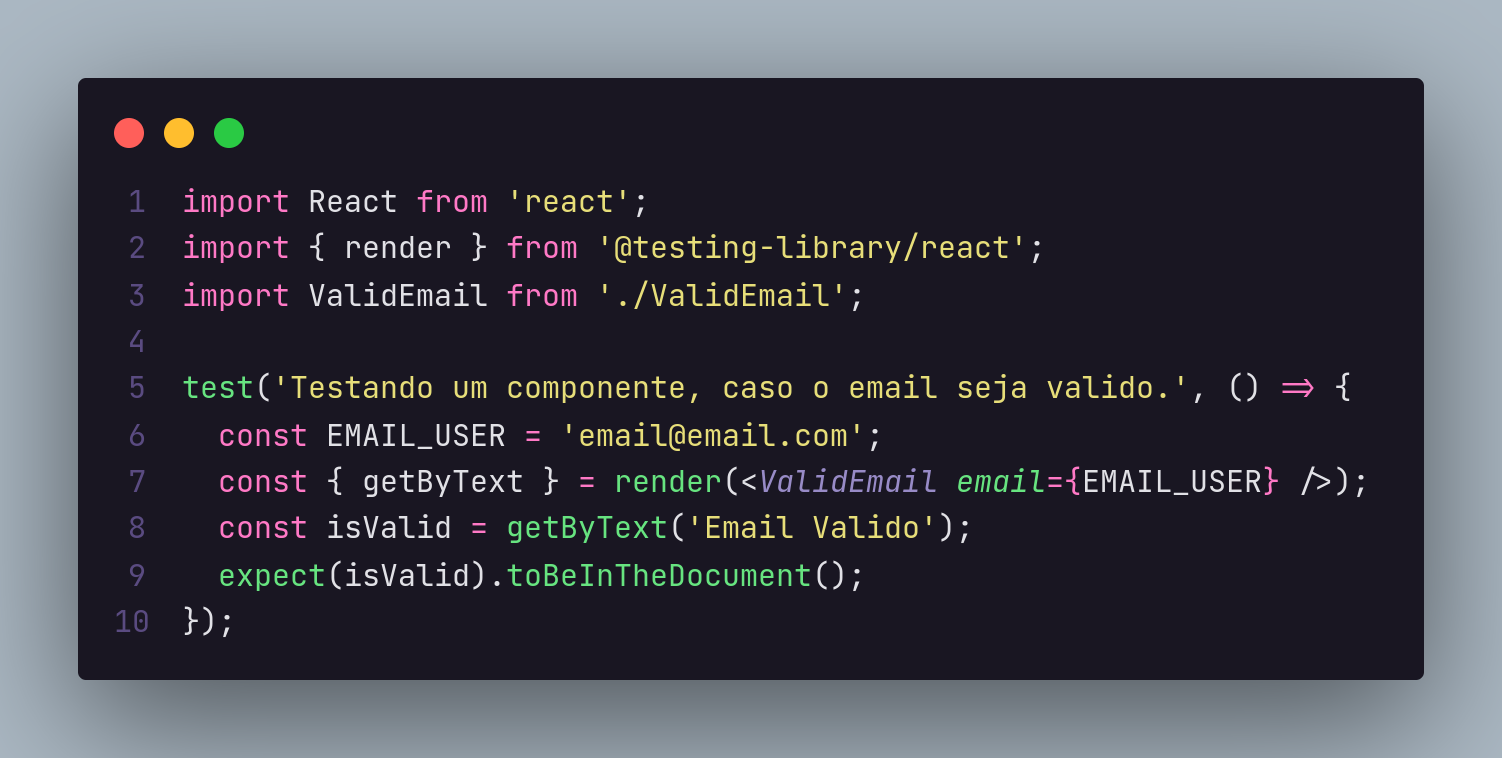 1 import React from 'react';
2 import { render } from '@testing-library/react';
3 import ValidEmail from './ValidEmail';
4
5 test('Testando um componente, caso o email seja valido.', () => {
6   const EMAIL_USER = 'email@email.com';
7   const { getByText } = render(<ValidEmail email={EMAIL_USER} />);
8   const isValid = getByText('Email Valido');
9   expect(isValid).toBeInTheDocument();
10 });